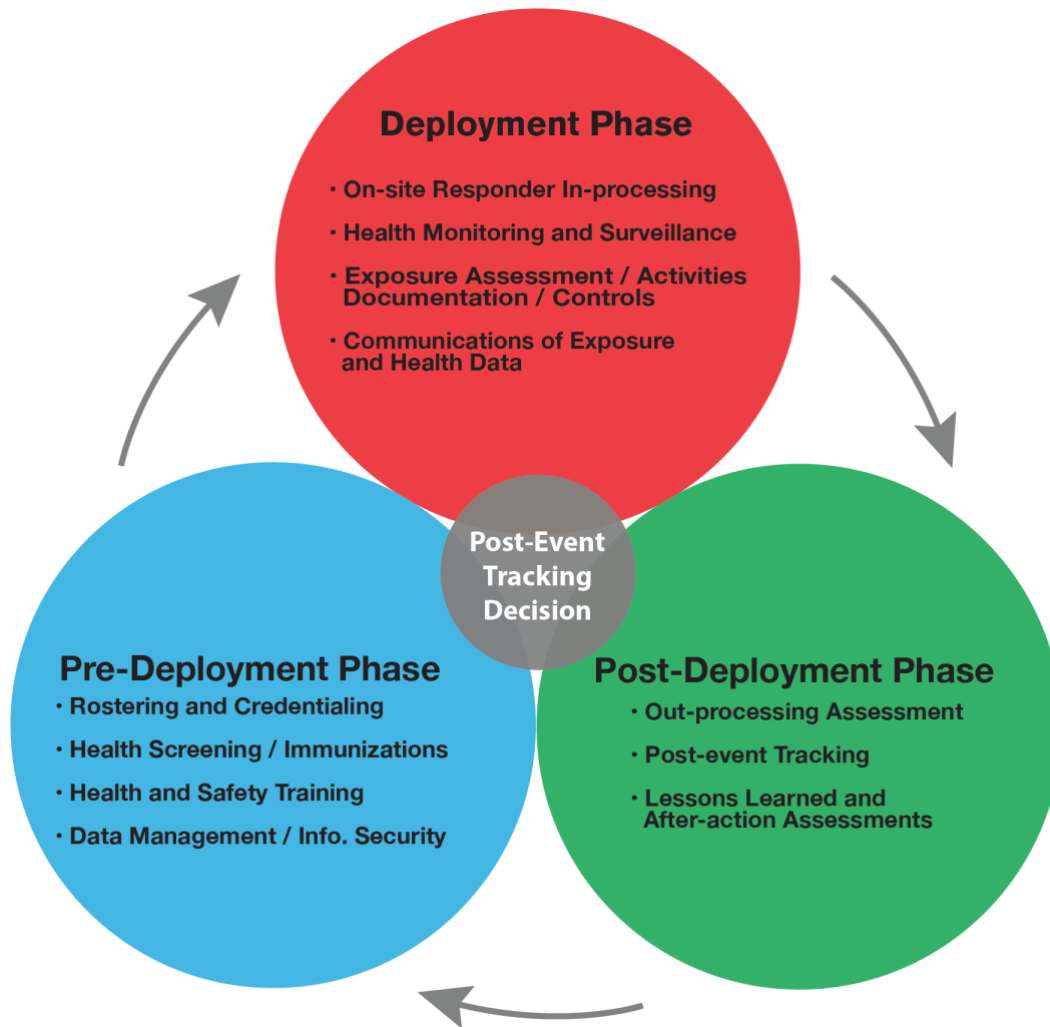 Deployment Phase
· On-site Responder In-processing
· Health Monitoring and Surveillance
· Exposure Assessment / Activities
Documentation / Controls
· Communications of Exposure
and Health Data
Post-Event
Tracking
Decision
Pre-Deployment Phase
· Rostering and Credentialing
· Health Screening / Immunizations
· Health and Safety Training
· Data Management / Info. Security
Post-Deployment Phase
· Out-processing Assessment
· Post-event Tracking
· Lessons Learned and
After-action Assessments